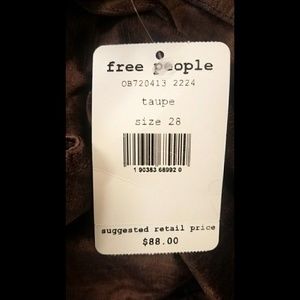 free people
OB720413 2224
taupe
size 28
1 90383 68992 0
suggested retail price
$88.00